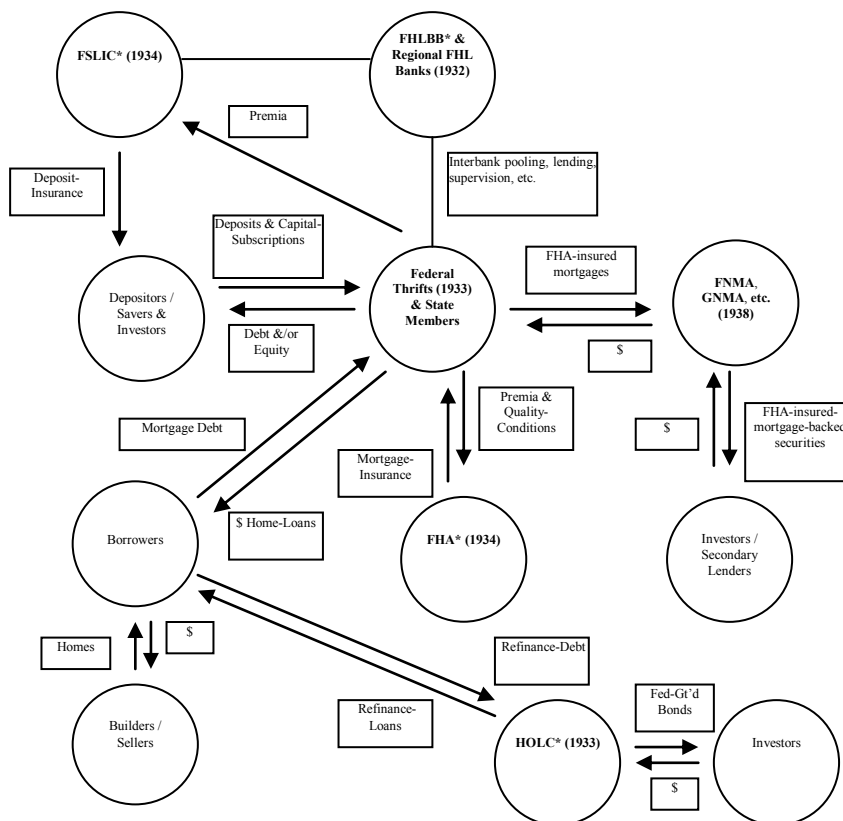 FSLIC* (1934)
FHLBB* &
Regional FHL
Banks (1932)
Premia
Interbank pooling, lending,
supervision, etc.
Deposit-
Insurance
Deposits & Capital-
Subscriptions
FHA-insured
mortgages
Depositors /
Savers &
Investors
Federal
Thrifts (1933)
& State
Members
FNMA,
GNMA, etc.
(1938)
Debt &/or
Equity
$
Mortgage Debt
Premia &
Quality-
Conditions
$
FHA-insured-
mortgage-backed
securities
Mortgage-
Insurance
Borrowers
$ Home-Loans
FHA* (1934)
Investors /
Secondary
Lenders
Homes
$
Refinance-Debt
Builders /
Sellers
Refinance-
Loans
Fed-Gt’d
Bonds
HOLC* (1933)
Investors
$